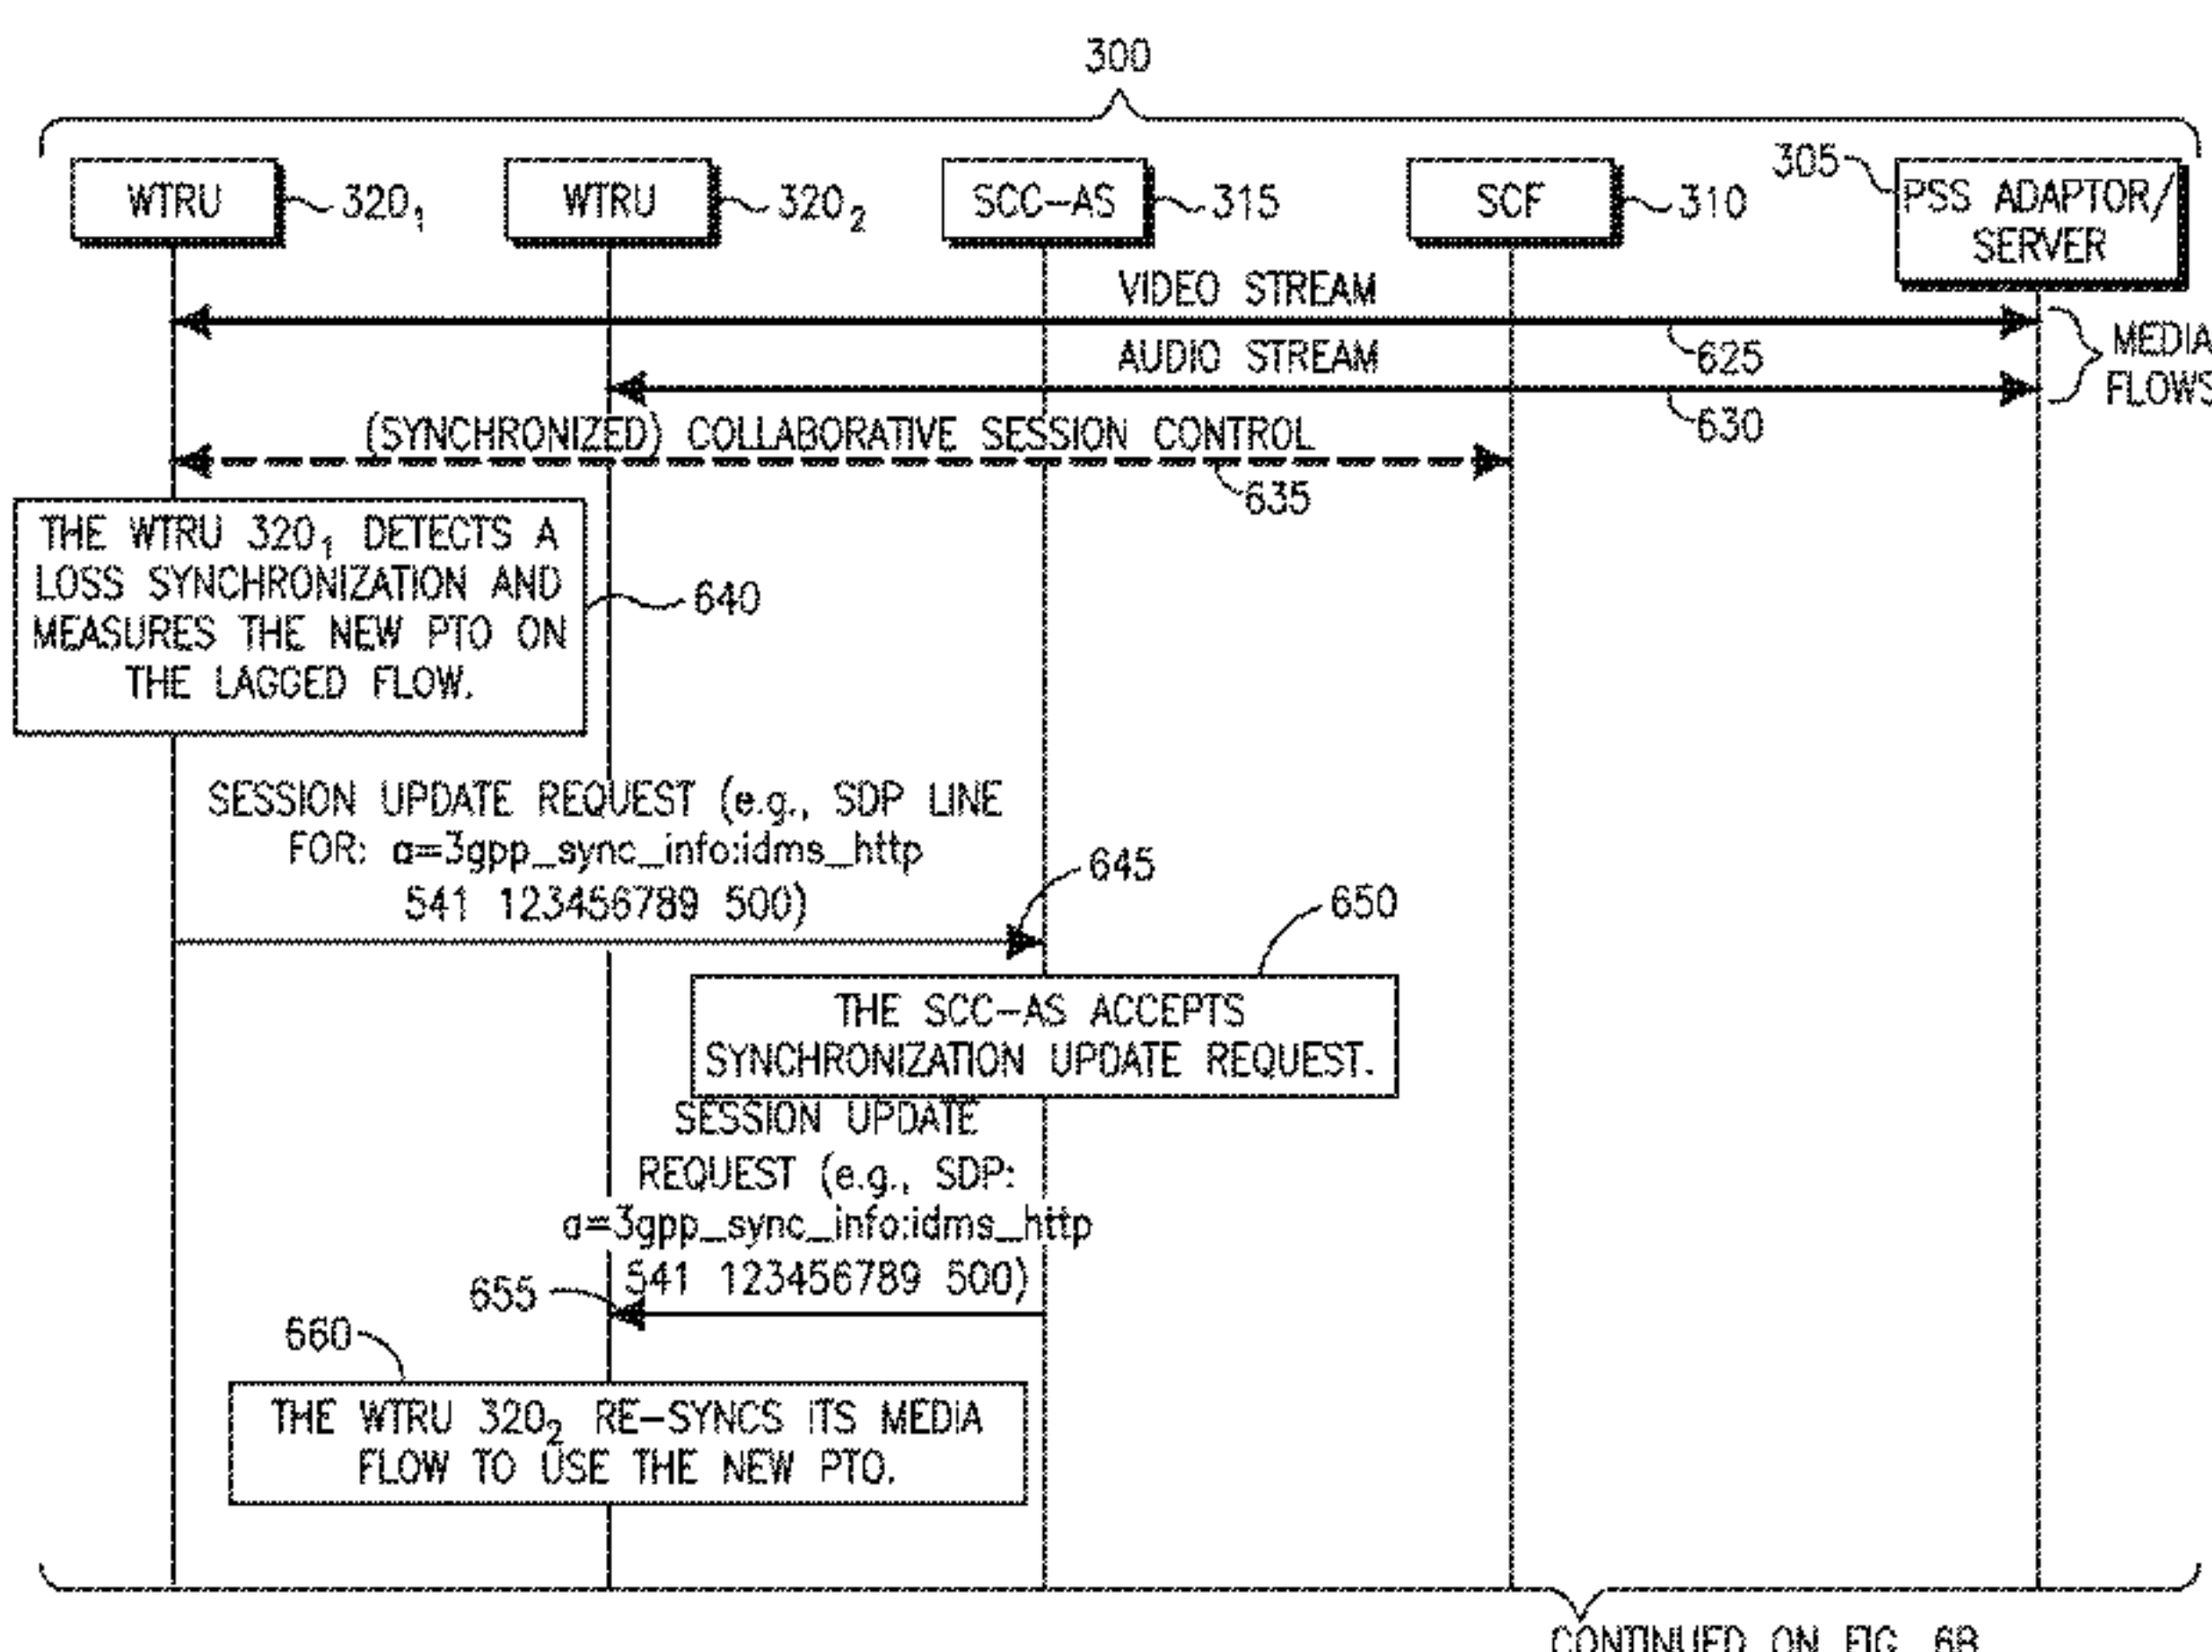 300
WTRU
320₁
WTRU
320₂
SCC-AS
315
SCF
310
305
PSS ADAPTOR/
SERVER
VIDEO STREAM
625
MEDIA
FLOWS
AUDIO STREAM
630
(SYNCHRONIZED) COLLABORATIVE SESSION CONTROL
635
THE WTRU 320₁ DETECTS A
LOSS SYNCHRONIZATION AND
MEASURES THE NEW PTO ON
THE LAGGED FLOW.
640
SESSION UPDATE REQUEST (e.g., SDP LINE
FOR: a=3gpp_sync_info:idms_http
541 123456789 500)
645
650
THE SCC-AS ACCEPTS
SYNCHRONIZATION UPDATE REQUEST.
SESSION UPDATE
REQUEST (e.g., SDP:
a=3gpp_sync_info:idms_http
541 123456789 500)
655
660
THE WTRU 320₂ RE-SYNCS ITS MEDIA
FLOW TO USE THE NEW PTO.
CONTINUED ON FIG. 6B